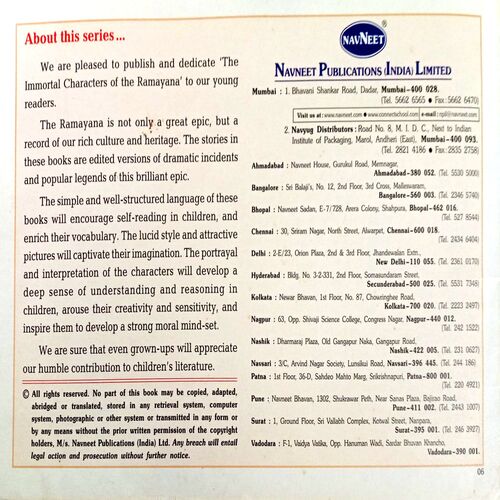 About this series ...
We are pleased to publish and dedicate 'The
Immortal Characters of the Ramayana' to our young
readers.
The Ramayana is not only a great epic, but a
record of our rich culture and heritage. The stories in
these books are edited versions of dramatic incidents
and popular legends of this brilliant epic.
The simple and well-structured language of these
books will encourage self-reading in children, and
enrich their vocabulary. The lucid style and attractive
pictures will captivate their imagination. The portrayal
and interpretation of the characters will develop a
deep sense of understanding and reasoning in
children, arouse their creativity and sensitivity, and
inspire them to develop a strong moral mind-set.
We are sure that even grown-ups will appreciate
our humble contribution to children's literature.
© All rights reserved. No part of this book may be copied, adapted,
abridged or translated, stored in any retrieval system, computer
system, photographic or other system or transmitted in any form or
by any means without the prior written permission of the copyright
holders, M/s. Navneet Publications (India) Ltd. Any breach will entail
legal action and prosecution without further notice.
NAVNEET ®
NAVNEET PUBLICATIONS (INDIA) LIMITED
Mumbai : 1. Bhavani Shankar Road, Dadar, Mumbai-400 028.
(Tel. 5662 6565 • Fax-5662 6470)
Visit us at : www.navneet.com • www.connectschool.com • e-mail : npil@navneet.com
2. Navyug Distributors : Road No. 8, M. I. D. C., Next to Indian
Institute of Packaging, Marol, Andheri (East), Mumbai-400 093.
(Tel. 2821 4186 • Fax-2835 2758)
Ahmadabad : Navneet House, Gurukul Road, Memnagar,
Ahmadabad-380 052. (Tel. 5530 5000)
Bangalore : Sri Balaji's, No. 12, 2nd Floor, 3rd Cross, Malleswaram,
Bangalore-560 003. (Tel. 2346 5740)
Bhopal : Navneet Sadan, E-7/728, Arera Colony, Shahpura, Bhopal-462 016.
(Tel. 527 8544)
Chennai : 30, Sriram Nagar, North Street, Alwarpet, Chennai-600 018.
(Tel. 2434 6404)
Delhi : 2-E/23, Orion Plaza, 2nd & 3rd Floor, Jhandewalan Extn.,
New Delhi-110 055. (Tel. 2361 0170)
Hyderabad : Bldg. No. 3-2-331, 2nd Floor, Somasundaram Street,
Secunderabad-500 025. (Tel. 5531 7348)
Kolkata : Newar Bhavan, 1st Floor, No. 87, Chowringhee Road,
Kolkata-700 020. (Tel. 2223 2497)
Nagpur : 63, Opp. Shivaji Science College, Congress Nagar, Nagpur-440 012.
(Tel. 242 1522)
Nashik : Dharmaraj Plaza, Old Gangapur Naka, Gangapur Road,
Nashik-422 005. (Tel. 231 0627)
Navsari : 3/C, Arvind Nagar Society, Lunsikui Road, Navsari-396 445. (Tel. 244 186)
Patna : 1st Floor, 36-D, Sahdeo Mahto Marg, Srikrishnapuri, Patna-800 001.
(Tel. 220 4921)
Pune : Navneet Bhavan, 1302, Shukrawar Peth, Near Sanas Plaza, Bajirao Road,
Pune-411 002. (Tel. 2443 1007)
Surat : 1, Ground Floor, Sri Vallabh Complex, Kotwal Street, Nanpara,
Surat-395 001. (Tel. 246 3927)
Vadodara : F-1, Vaidya Vatika, Opp. Hanuman Wadi, Sardar Bhuvan Khancho,
Vadodara-390 001.
06